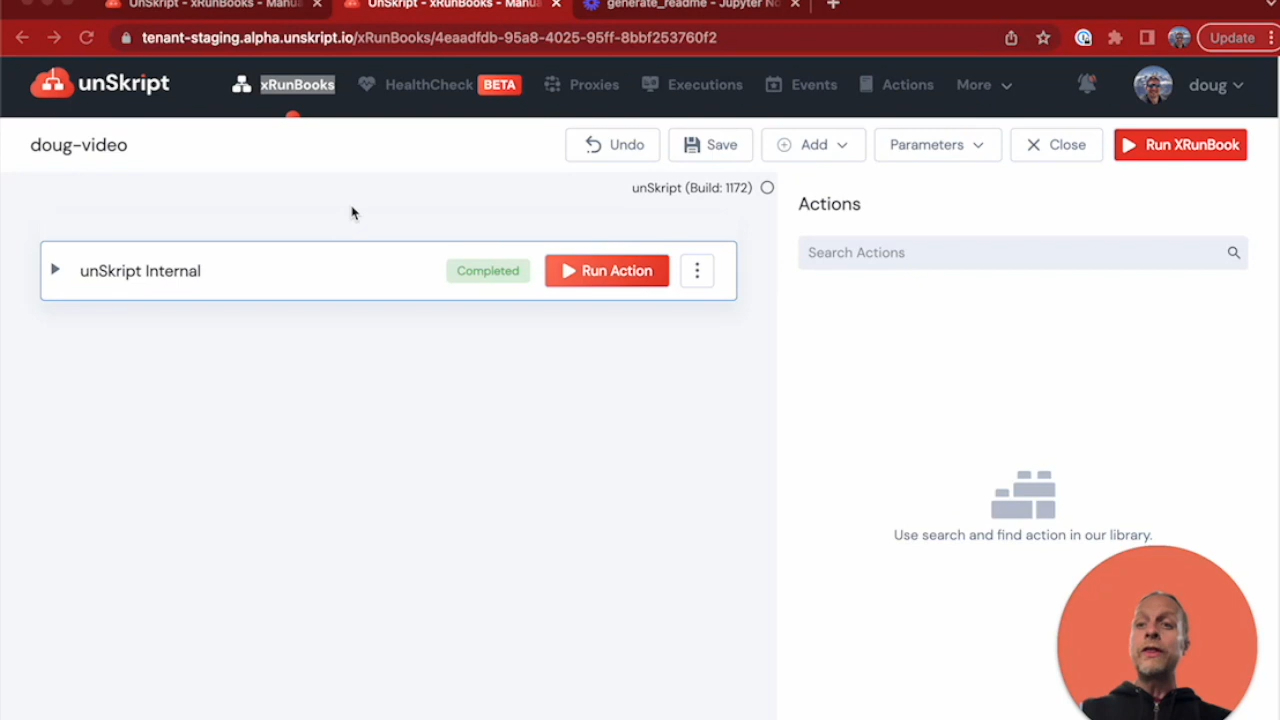 UnSkript - xRunBooks - Manua
UnSkript - xRunBooks - Manua
generate_readme - Jupyter No
tenant-staging.alpha.unskript.io/xRunBooks/4eaadfdb-95a8-4025-95ff-8bbf253760f2
Update
unSkript
xRunBooks
HealthCheck
BETA
Proxies
Executions
Events
Actions
More
doug
doug-video
Undo
Save
Add
Parameters
Close
Run XRunBook
unSkript (Build: 1172)
Actions
Search Actions
unSkript Internal
Completed
Run Action
Use search and find action in our library.